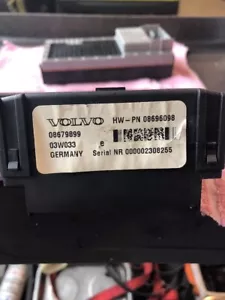 VOLVO HW-PN 08696098
08679899
03W033 e
GERMANY Serial NR 000002308255